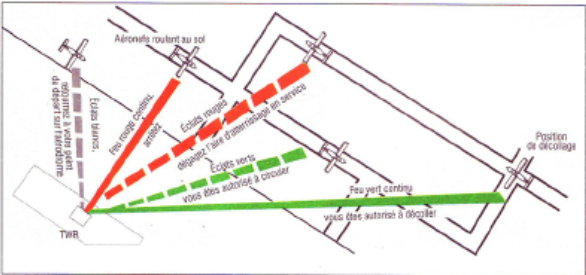 Aéronefs roulant au sol
Éclats blancs,
retournez à votre point
de départ sur l'aérodrome
Feu rouge continu,
arrêtez
Éclats rouges
dégagez l'aire d'atterrissage en service
Éclats verts
vous êtes autorisé à circuler
Position
de décollage
Feu vert continu
vous êtes autorisé à décoller
TWR